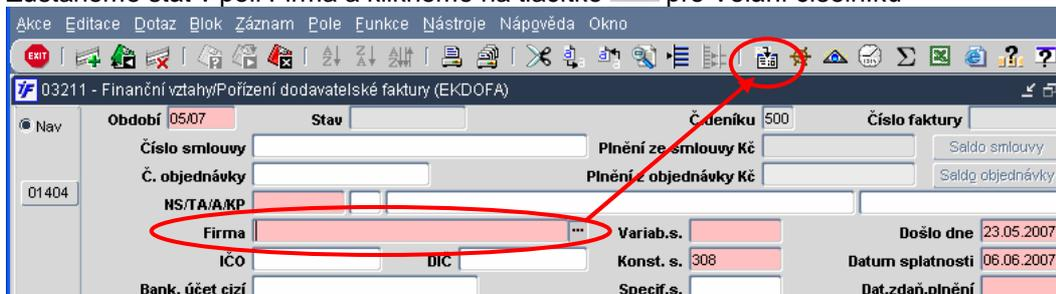 Zůstaneme stát v poli Firma a klikneme na tlačítko pro volání číselníku
Akce Editace Dotaz Blok Záznam Pole Funkce Nástroje Nápověda Okno
EXIT
03211 - Finanční vztahy/Pořízení dodavatelské faktury (EKDOFA)
Nav Období 05/07 Stav Č.deníku 500 Číslo faktury
Číslo smlouvy Plnění ze smlouvy Kč Saldo smlouvy
Č. objednávky Plnění z objednávky Kč Saldo objednávky
01404
NS/TA/A/KP
Firma ... Variab.s. Došlo dne 23.05.2007
IČO DIČ Konst. s. 308 Datum splatnosti 06.06.2007
Bank. účet cizí Specif.s. Dat.zdaň.plnění